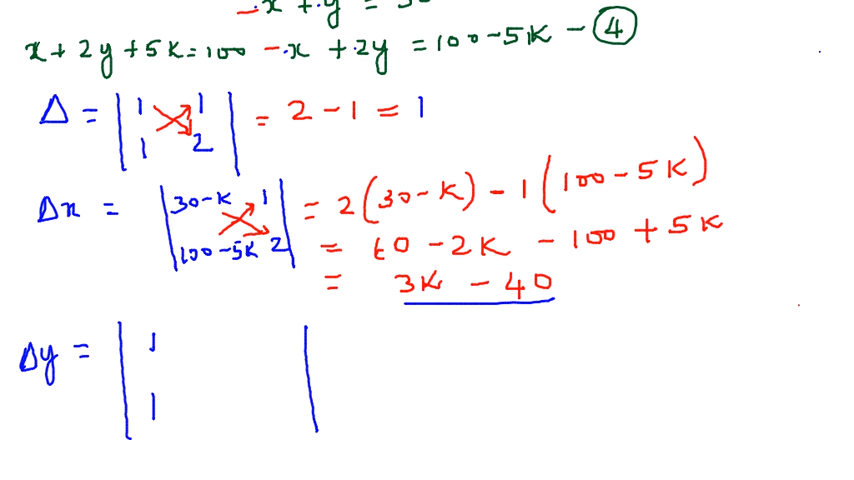 -x + y = 30
x + 2y + 5k = 100 - x + 2y = 100 - 5k - ④
Δ = | 1 1 | = 2 - 1 = 1
| 1 2 |
Δx = | 30-k 1 | = 2(30-k) - 1(100-5k)
| 100-5k 2 | = 60 - 2k - 100 + 5k
= 3k - 40
Δy = | 1 |
| 1 |